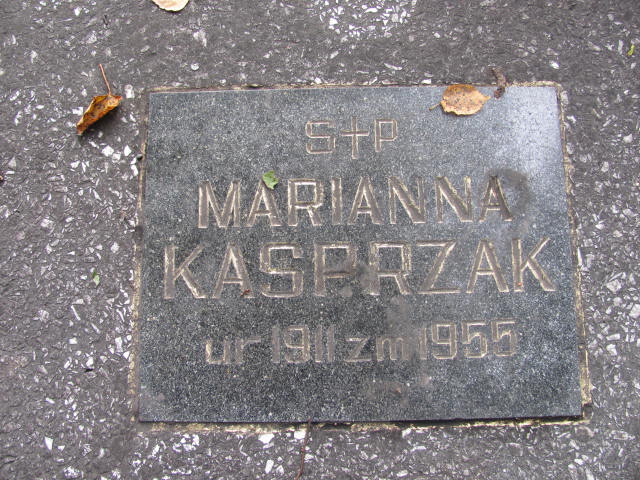 S†P
MARIANNA
KASPRZAK
ur 1911 zm 1955